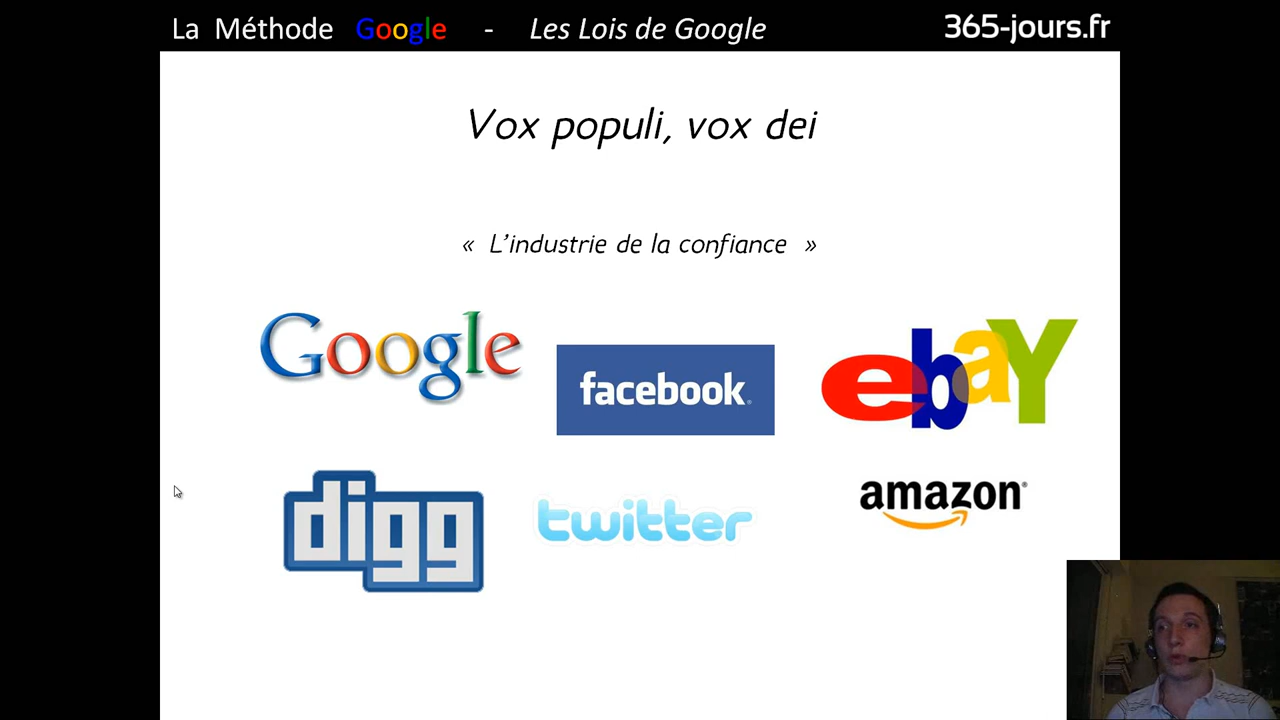 La Méthode Google - Les Lois de Google
365-jours.fr
Vox populi, vox dei
« L'industrie de la confiance »
Google
facebook
ebay
digg
twitter
amazon